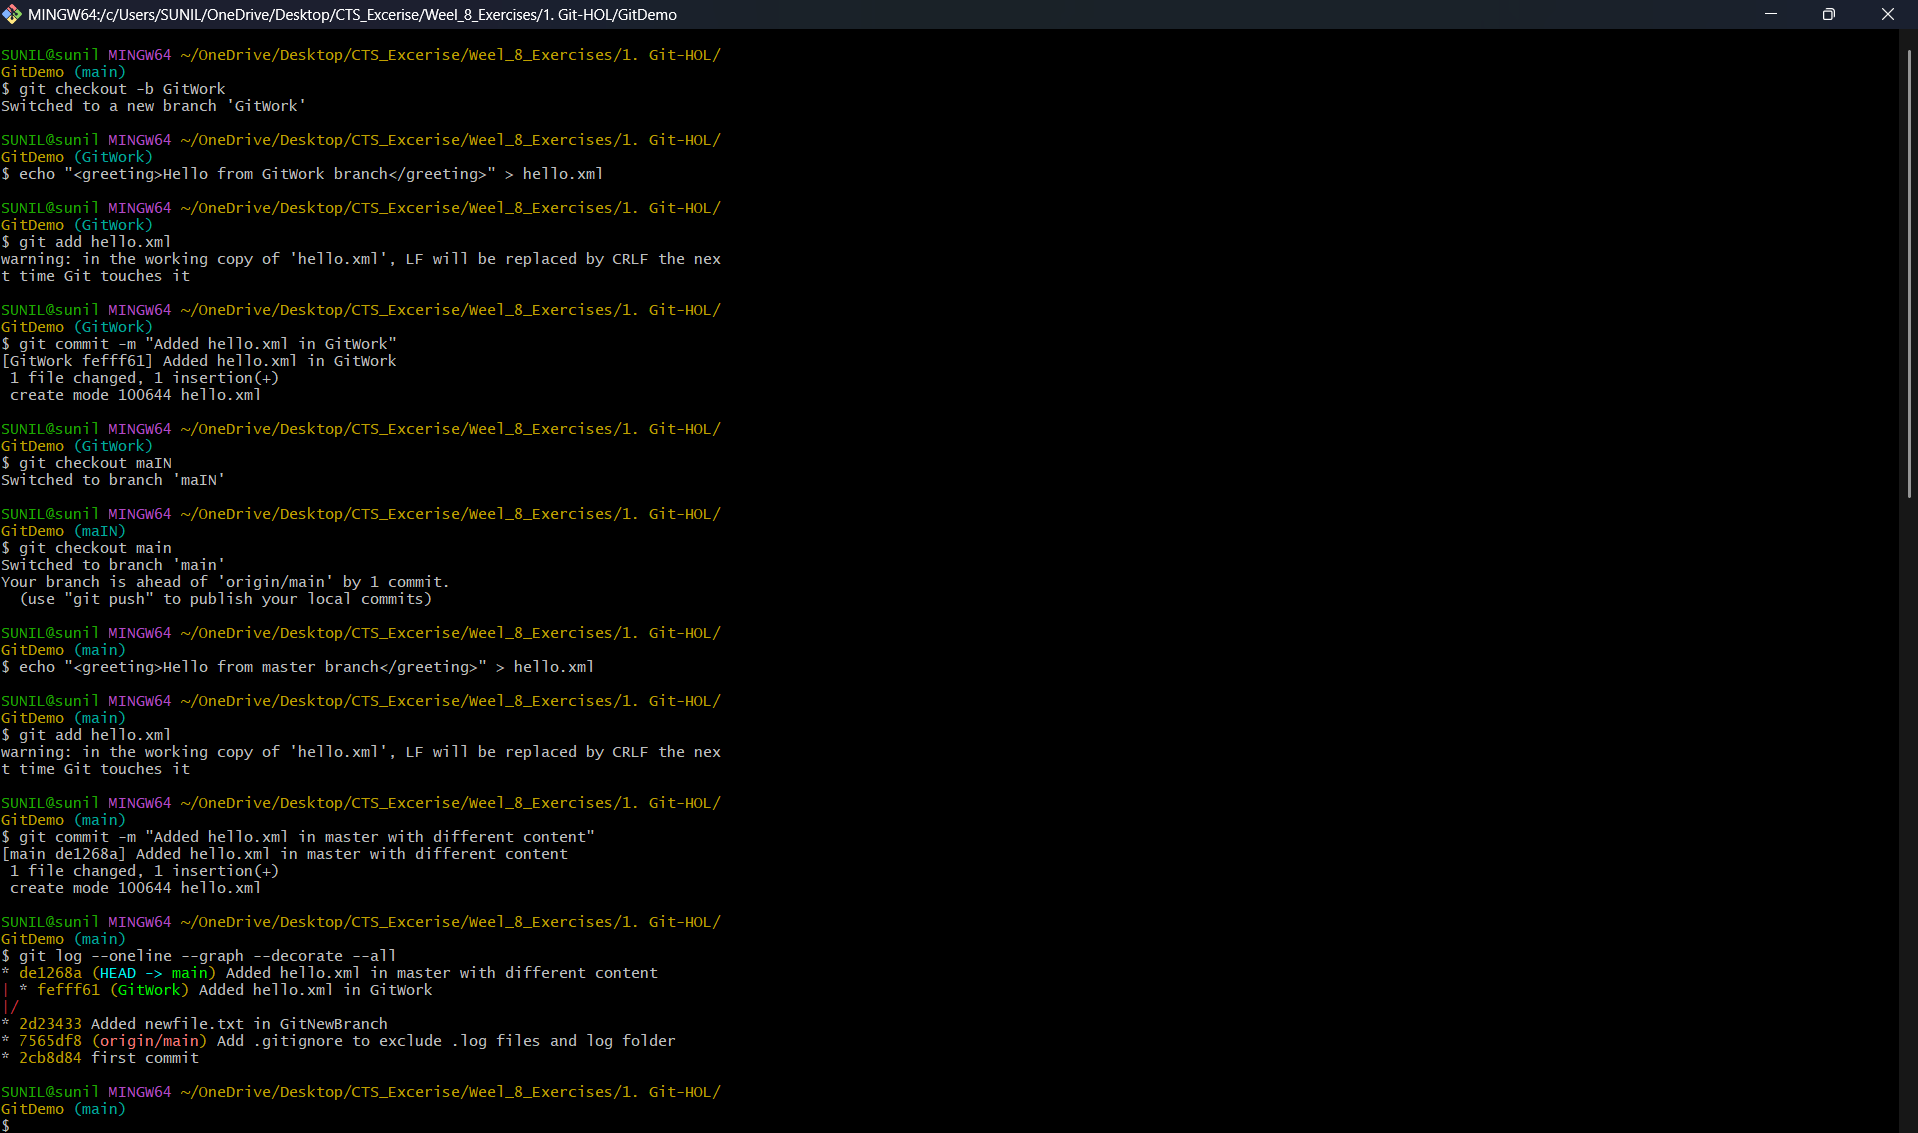 MINGW64:/c/Users/SUNIL/OneDrive/Desktop/CTS_Excerise/Weel_8_Exercises/1. Git-HOL/GitDemo
SUNIL@sunil MINGW64 ~/OneDrive/Desktop/CTS_Excerise/Weel_8_Exercises/1. Git-HOL/
GitDemo (main)
$ git checkout -b GitWork
Switched to a new branch 'GitWork'
SUNIL@sunil MINGW64 ~/OneDrive/Desktop/CTS_Excerise/Weel_8_Exercises/1. Git-HOL/
GitDemo (GitWork)
$ echo "<greeting>Hello from GitWork branch</greeting>" > hello.xml
SUNIL@sunil MINGW64 ~/OneDrive/Desktop/CTS_Excerise/Weel_8_Exercises/1. Git-HOL/
GitDemo (GitWork)
$ git add hello.xml
warning: in the working copy of 'hello.xml', LF will be replaced by CRLF the nex
t time Git touches it
SUNIL@sunil MINGW64 ~/OneDrive/Desktop/CTS_Excerise/Weel_8_Exercises/1. Git-HOL/
GitDemo (GitWork)
$ git commit -m "Added hello.xml in GitWork"
[GitWork fefff61] Added hello.xml in GitWork
 1 file changed, 1 insertion(+)
 create mode 100644 hello.xml
SUNIL@sunil MINGW64 ~/OneDrive/Desktop/CTS_Excerise/Weel_8_Exercises/1. Git-HOL/
GitDemo (GitWork)
$ git checkout maIN
Switched to branch 'maIN'
SUNIL@sunil MINGW64 ~/OneDrive/Desktop/CTS_Excerise/Weel_8_Exercises/1. Git-HOL/
GitDemo (maIN)
$ git checkout main
Switched to branch 'main'
Your branch is ahead of 'origin/main' by 1 commit.
  (use "git push" to publish your local commits)
SUNIL@sunil MINGW64 ~/OneDrive/Desktop/CTS_Excerise/Weel_8_Exercises/1. Git-HOL/
GitDemo (main)
$ echo "<greeting>Hello from master branch</greeting>" > hello.xml
SUNIL@sunil MINGW64 ~/OneDrive/Desktop/CTS_Excerise/Weel_8_Exercises/1. Git-HOL/
GitDemo (main)
$ git add hello.xml
warning: in the working copy of 'hello.xml', LF will be replaced by CRLF the nex
t time Git touches it
SUNIL@sunil MINGW64 ~/OneDrive/Desktop/CTS_Excerise/Weel_8_Exercises/1. Git-HOL/
GitDemo (main)
$ git commit -m "Added hello.xml in master with different content"
[main de1268a] Added hello.xml in master with different content
 1 file changed, 1 insertion(+)
 create mode 100644 hello.xml
SUNIL@sunil MINGW64 ~/OneDrive/Desktop/CTS_Excerise/Weel_8_Exercises/1. Git-HOL/
GitDemo (main)
$ git log --oneline --graph --decorate --all
* de1268a (HEAD -> main) Added hello.xml in master with different content
| * fefff61 (GitWork) Added hello.xml in GitWork
|/
* 2d23433 Added newfile.txt in GitNewBranch
* 7565df8 (origin/main) Add .gitignore to exclude .log files and log folder
* 2cb8d84 first commit
SUNIL@sunil MINGW64 ~/OneDrive/Desktop/CTS_Excerise/Weel_8_Exercises/1. Git-HOL/
GitDemo (main)
$